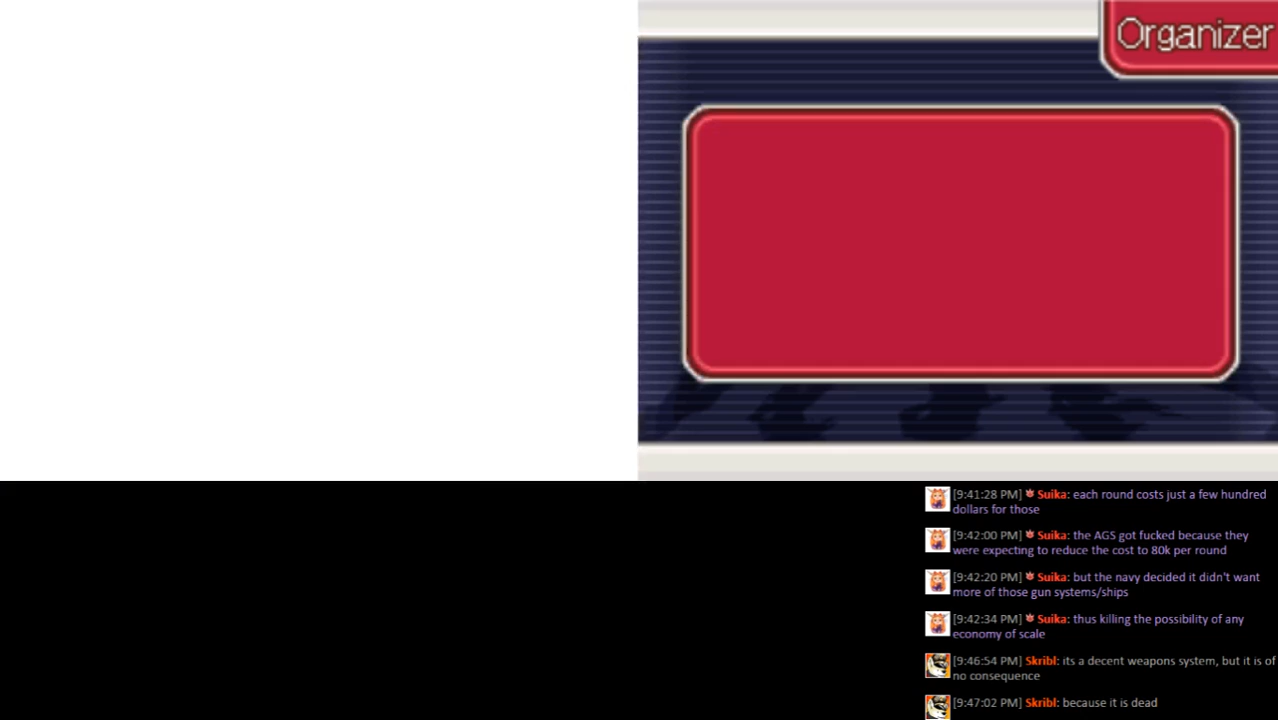 Organizer
[9:41:28 PM] Suika: each round costs just a few hundred
dollars for those
[9:42:00 PM] Suika: the AGS got fucked because they
were expecting to reduce the cost to 80k per round
[9:42:20 PM] Suika: but the navy decided it didn't want
more of those gun systems/ships
[9:42:34 PM] Suika: thus killing the possibility of any
economy of scale
[9:46:54 PM] Skribl: its a decent weapons system, but it is of
no consequence
[9:47:02 PM] Skribl: because it is dead